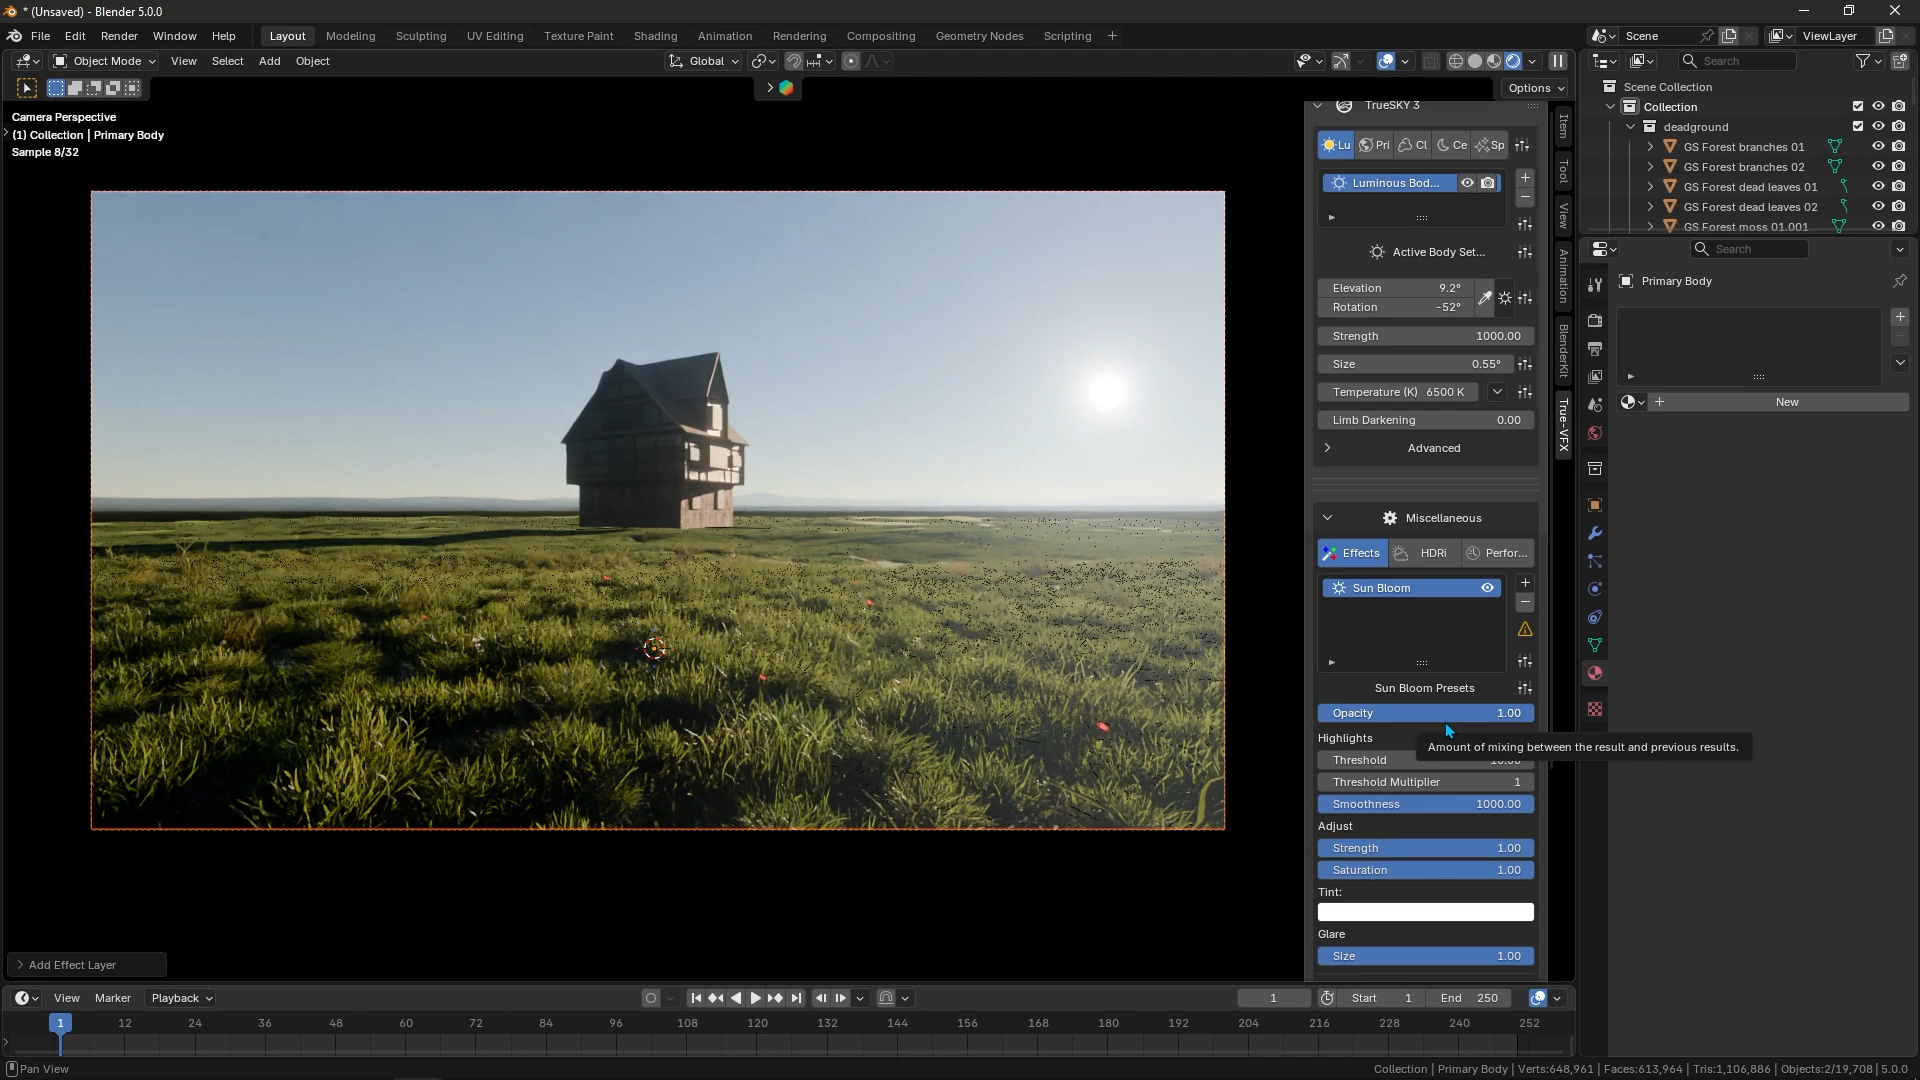 * (Unsaved) - Blender 5.0.0
File Edit Render Window Help Layout Modeling Sculpting UV Editing Texture Paint Shading Animation Rendering Compositing Geometry Nodes Scripting Scene ViewLayer
Object Mode View Select Add Object Global Search
Options
Camera Perspective
(1) Collection | Primary Body
Sample 8/32
TrueSKY 3
Lu Pri Cl Ce Sp
Luminous Bod...
Active Body Set...
Elevation 9.2°
Rotation -52°
Strength 1000.00
Size 0.55°
Temperature (K) 6500 K
Limb Darkening 0.00
Advanced
Miscellaneous
Effects HDRi Perfor...
Sun Bloom
Sun Bloom Presets
Opacity 1.00
Highlights
Amount of mixing between the result and previous results.
Threshold
Threshold Multiplier 1
Smoothness 1000.00
Adjust
Strength 1.00
Saturation 1.00
Tint:
Glare
Size 1.00
Item
Tool
View
Animation
BlenderKit
True-VFX
Scene Collection
Collection
deadground
GS Forest branches 01
GS Forest branches 02
GS Forest dead leaves 01
GS Forest dead leaves 02
GS Forest moss 01.001
Search
Primary Body
New
Add Effect Layer
View Marker Playback 1 Start 1 End 250
1 12 24 36 48 60 72 84 96 108 120 132 144 156 168 180 192 204 216 228 240 252
Pan View
Collection | Primary Body | Verts:648,961 | Faces:613,964 | Tris:1,106,886 | Objects:2/19,708 | 5.0.0